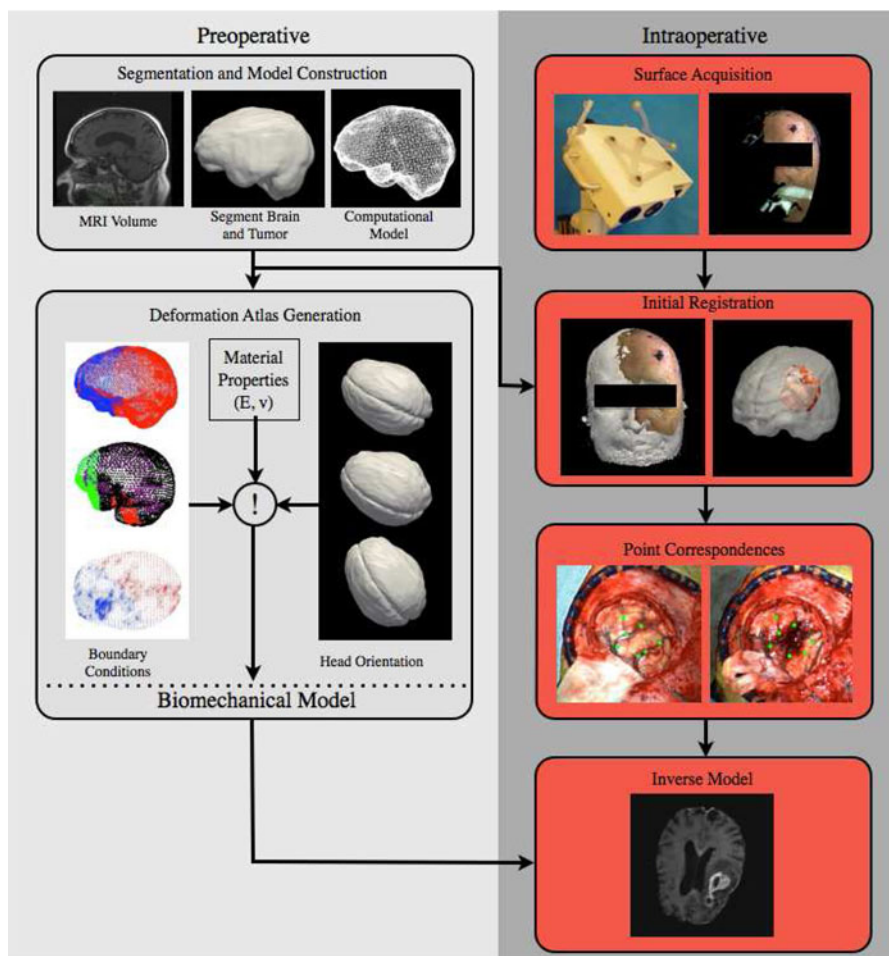 Preoperative
Segmentation and Model Construction
MRI Volume
Segment Brain
and Tumor
Computational
Model
Deformation Atlas Generation
Material
Properties
(E, v)
!
Boundary
Conditions
Head Orientation
Biomechanical Model
Intraoperative
Surface Acquisition
Initial Registration
Point Correspondences
Inverse Model